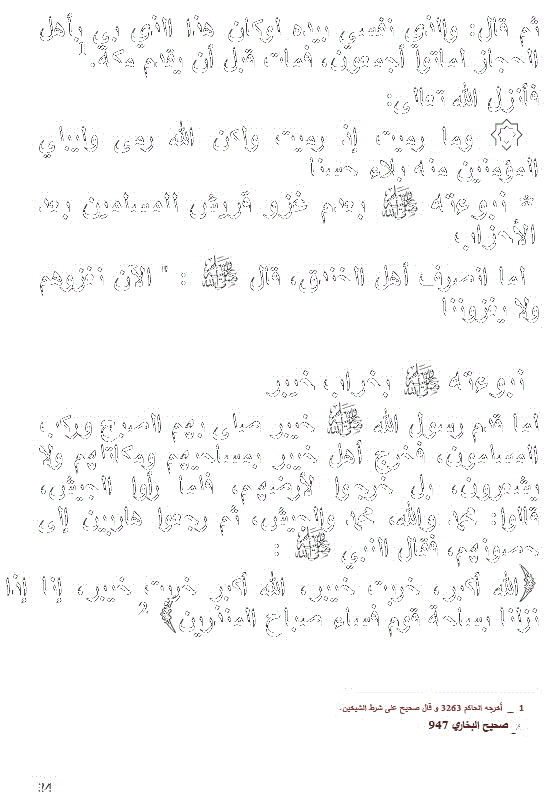 ثم قال: والذي نفسي بيده لوكان هذا الذي بي بأهل
الحجاز لماتوا أجمعون، فمات قبل أن يقدم مكة.1
فأنزل الله تعالى:
وما رميت إذ رميت ولكن الله رمى وليبلي
المؤمنين منه بلاء حسنا
* نبوءته ﷺ بعدم غزو قريش للمسلمين بعد
الأحزاب
لما انصرف أهل الخندق، قال ﷺ : " الآن نغزوهم
ولا يغزوننا
نبوءته ﷺ بخراب خيبر
لما قدم رسول الله ﷺ خيبر صلى بهم الصبح وركب
المسلمون، فخرج أهل خيبر بمساحيهم ومكاتلهم ولا
يشعرون، بل خرجوا لأرضهم، فلما رأوا الجيش،
قالوا: محمد والله، محمد والجيش، ثم رجعوا هاربين إلى
حصونهم، فقال النبي ﷺ :
﴿الله أكبر، خربت خيبر، الله أكبر خربت خيبر، إنا إذا
نزلنا بساحة قوم فساء صباح المنذرين﴾ 2
1 _ أخرجه الحاكم 3263 و قال صحيح على شرط الشيخين.
2_ صحيح البخاري 947